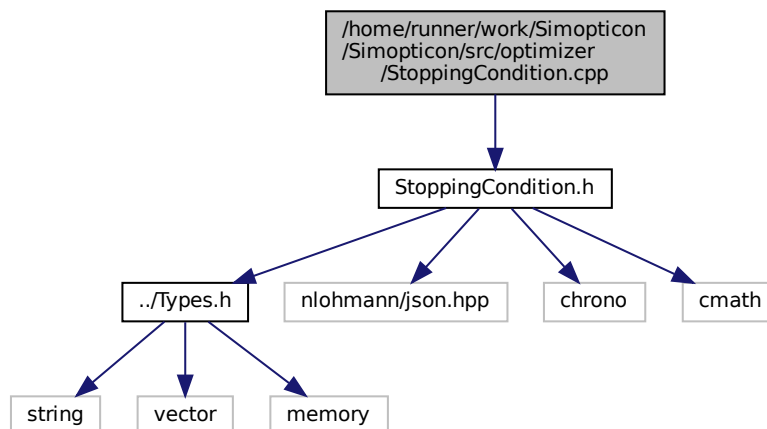 /home/runner/work/Simopticon
/Simopticon/src/optimizer
/StoppingCondition.cpp
StoppingCondition.h
../Types.h
nlohmann/json.hpp
chrono
cmath
string
vector
memory